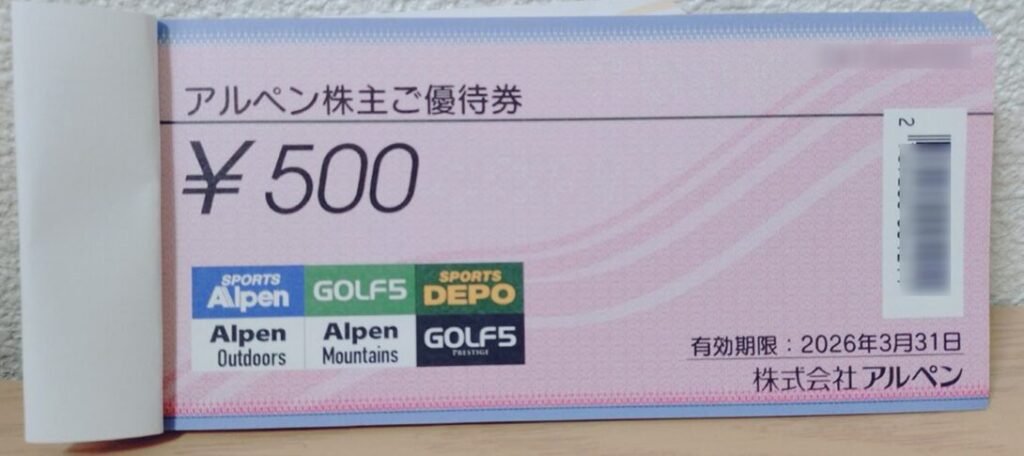 アルペン株主ご優待券
¥500
SPORTS Alpen
GOLF5
SPORTS DEPO
Alpen Outdoors
Alpen Mountains
GOLF5 PRESTIGE
2
有効期限：2026年3月31日
株式会社アルペン